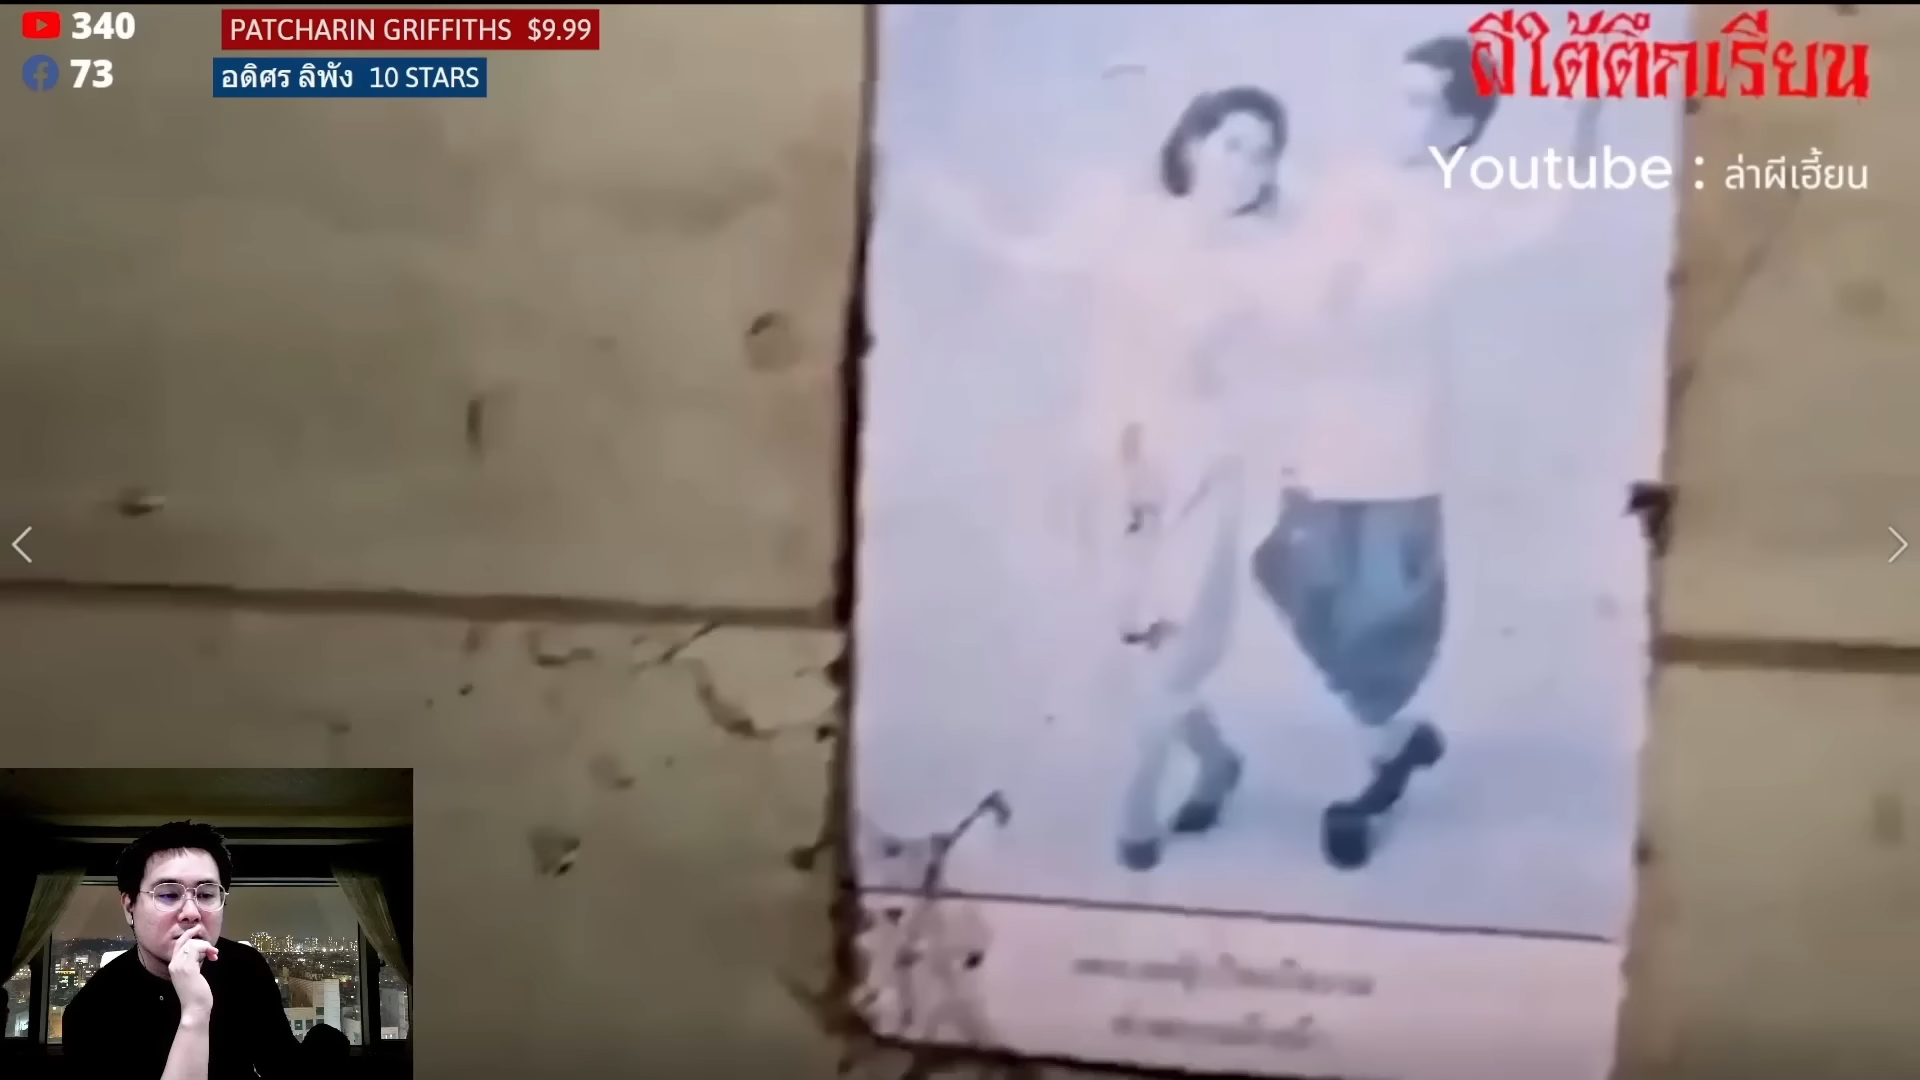 340
PATCHARIN GRIFFITHS $9.99
73
อดิศร ลิพัง 10 STARS
ผีใต้ตึกเรียน
Youtube : ล่าผีเฮี้ยน